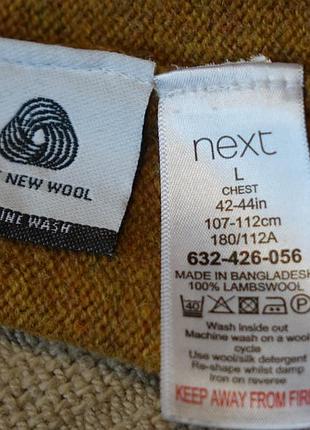 NEW WOOL
WASH
next
L
CHEST
42-44in
107-112cm
180/112A
632-426-056
MADE IN BANGLADESH
100% LAMBSWOOL
40
Wash inside out
Machine wash on a wool
cycle
Use wool/silk detergent
Re-shape whilst damp
Iron on reverse
KEEP AWAY FROM FIRE